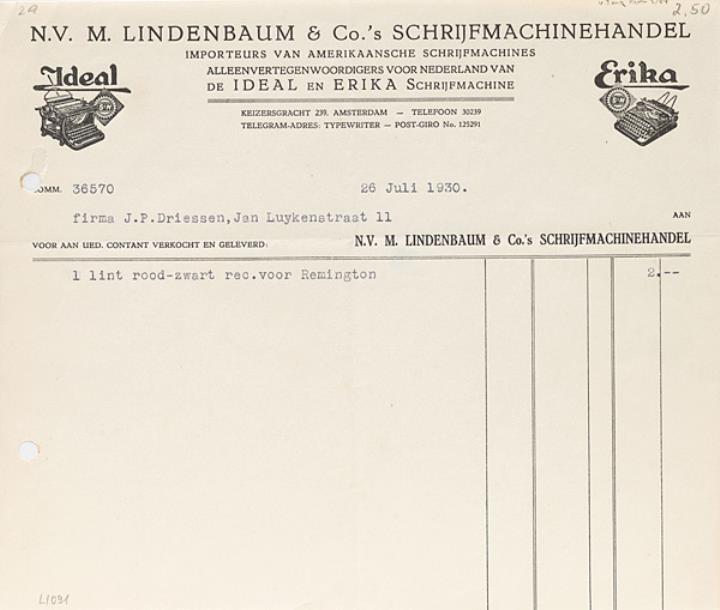 29
2,50
N.V. M. LINDENBAUM & Co.'s SCHRIJFMACHINEHANDEL
IMPORTEURS VAN AMERIKAANSCHE SCHRIJFMACHINES
ALLEENVERTEGENWOORDIGERS VOOR NEDERLAND VAN
DE IDEAL EN ERIKA SCHRIJFMACHINE
Ideal
Erika
KEIZERSGRACHT 239, AMSTERDAM — TELEFOON 30239
TELEGRAM-ADRES: TYPEWRITER — POST-GIRO No. 125291
COMM. 36570 26 Juli 1930.
firma J.P.Driessen,Jan Luykenstraat 11 AAN
VOOR AAN UED. CONTANT VERKOCHT EN GELEVERD: N.V. M. LINDENBAUM & Co.'s SCHRIJFMACHINEHANDEL
1 lint rood-zwart rec.voor Remington 2.--
L1091